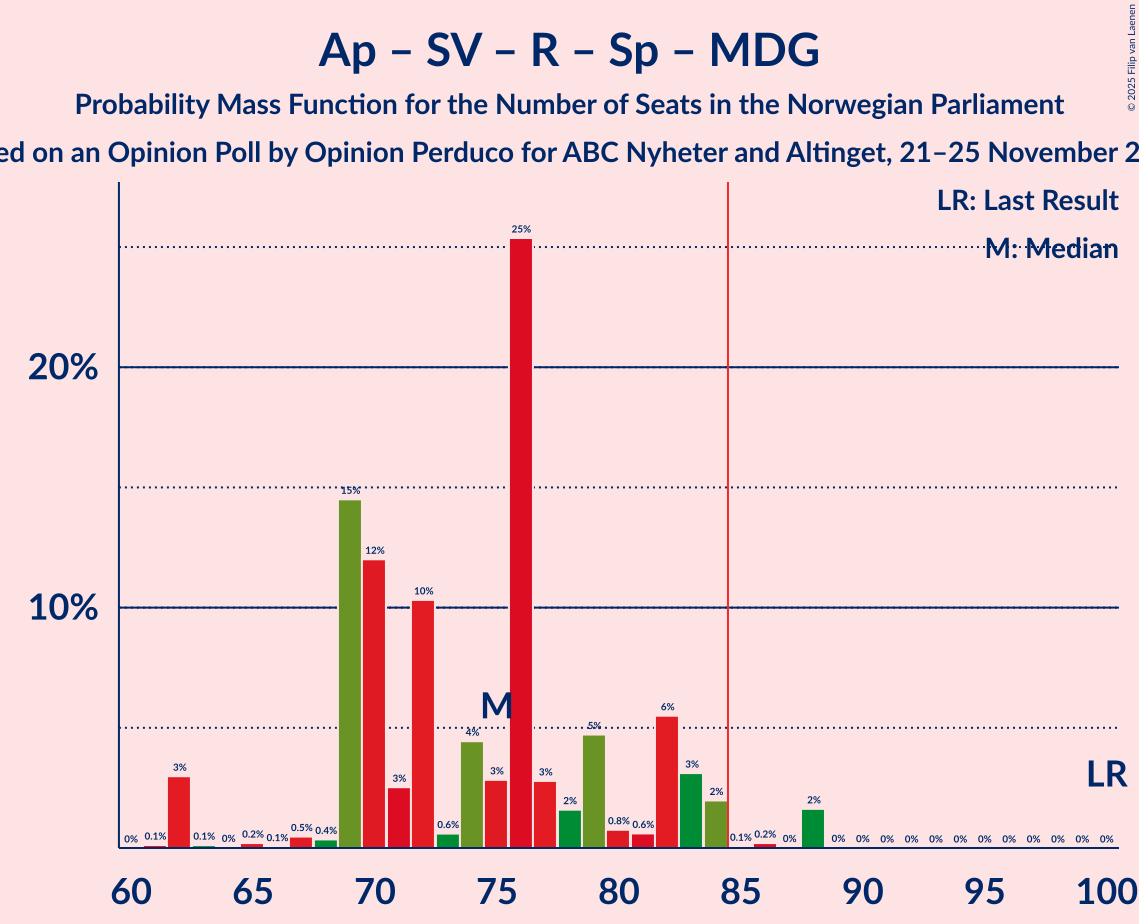 Ap – SV – R – Sp – MDG
Probability Mass Function for the Number of Seats in the Norwegian Parliament
ed on an Opinion Poll by Opinion Perduco for ABC Nyheter and Altinget, 21–25 November 2
© 2025 Filip van Laenen
LR: Last Result
M: Median
25%
20%
15%
12%
10%
10%
M
6%
5%
4%
3%
3%
3%
3%
3%
LR
2%
2%
2%
0% 0.1% 0.1% 0% 0.2% 0.1% 0.5% 0.4% 0.6% 0.8% 0.6% 0.1% 0.2% 0% 0% 0% 0% 0% 0% 0% 0% 0% 0% 0% 0%
60 65 70 75 80 85 90 95 100